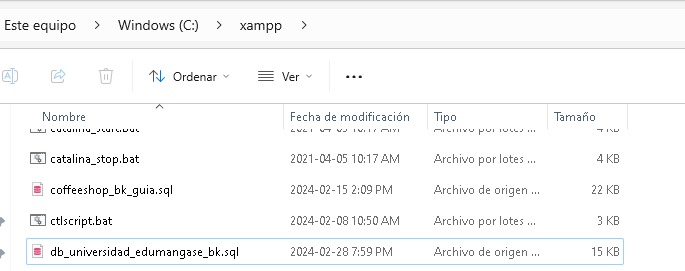 Este equipo > Windows (C:) > xampp >
Ordenar Ver ...
Nombre Fecha de modificación Tipo Tamaño
catalina_start.bat 2021-04-05 10:17 AM Archivo por lotes ... 4 KB
catalina_stop.bat 2021-04-05 10:17 AM Archivo por lotes ... 4 KB
coffeeshop_bk_guia.sql 2024-02-15 2:09 PM Archivo de origen ... 22 KB
ctlscript.bat 2024-02-08 10:50 AM Archivo por lotes ... 3 KB
db_universidad_edumangase_bk.sql 2024-02-28 7:59 PM Archivo de origen ... 15 KB